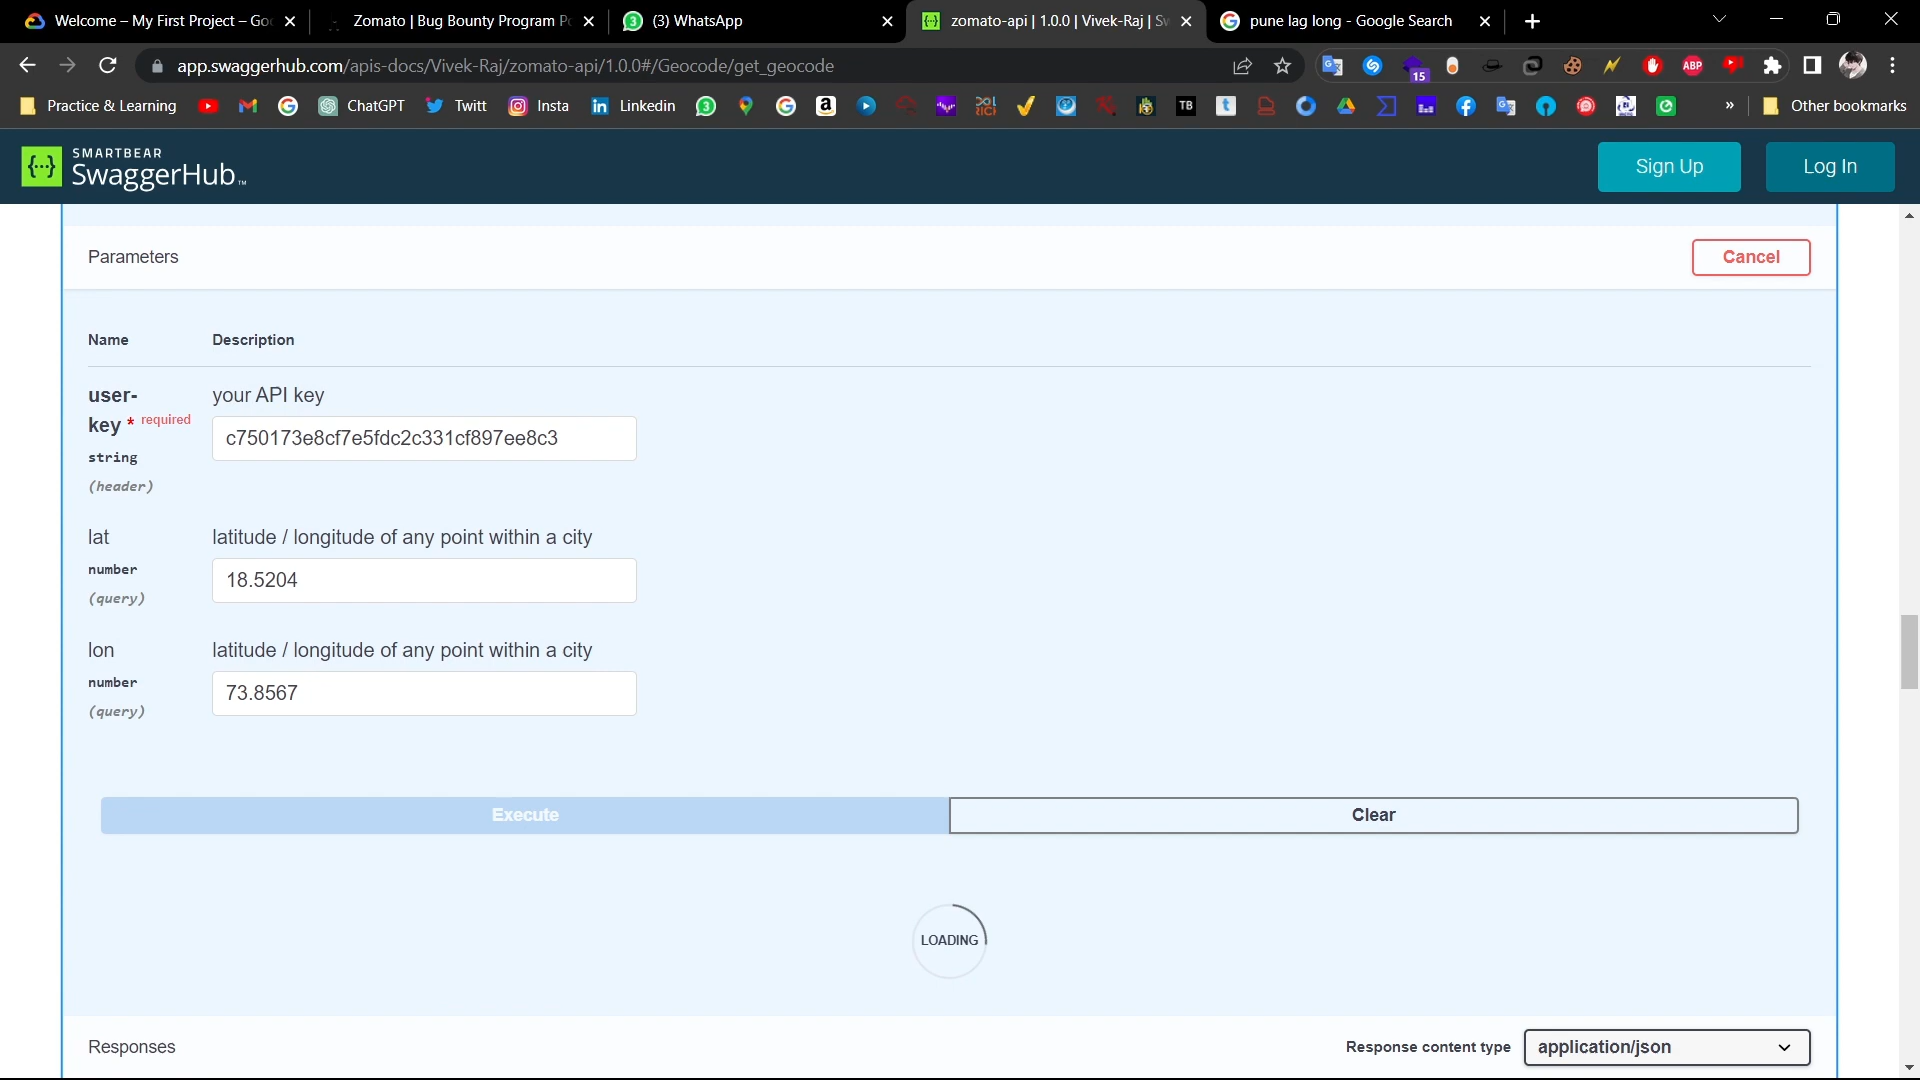 Welcome – My First Project – Go
Zomato | Bug Bounty Program P
(3) WhatsApp
zomato-api | 1.0.0 | Vivek-Raj | Sw
pune lag long - Google Search
app.swaggerhub.com/apis-docs/Vivek-Raj/zomato-api/1.0.0#/Geocode/get_geocode
15
ABP
Practice & Learning
ChatGPT
Twitt
Insta
Linkedin
TB
Other bookmarks
SMARTBEAR
SwaggerHub™
Sign Up
Log In
Parameters
Cancel
Name
Description
user-
key * required
string
(header)
your API key
c750173e8cf7e5fdc2c331cf897ee8c3
lat
number
(query)
latitude / longitude of any point within a city
18.5204
lon
number
(query)
latitude / longitude of any point within a city
73.8567
Execute
Clear
LOADING
Responses
Response content type
application/json